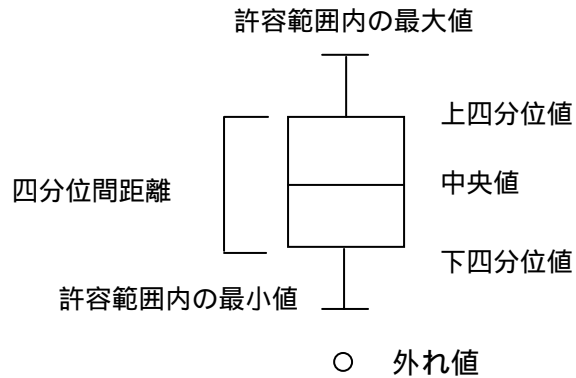 許容範囲内の最大値
上四分位値
四分位間距離
中央値
下四分位値
許容範囲内の最小値
外れ値